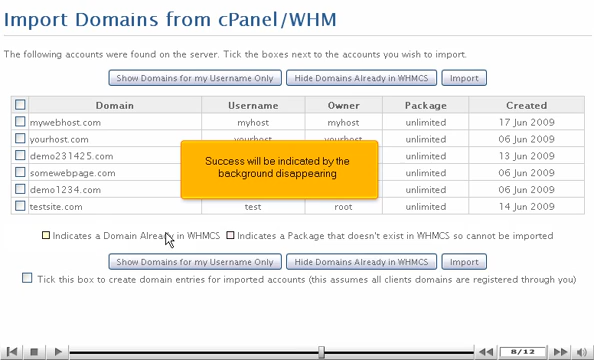 Import Domains from cPanel/WHM
The following accounts were found on the server. Tick the boxes next to the accounts you wish to import.
Show Domains for my Username Only Hide Domains Already in WHMCS Import
Domain Username Owner Package Created
mywebhost.com myhost myhost unlimited 17 Jun 2009
yourhost.com yourhost yourhost unlimited 06 Jun 2009
demo231425.com unlimited 13 Jun 2009
somewebpage.com unlimited 06 Jun 2009
demo1234.com unlimited 06 Jun 2009
testsite.com test root unlimited 14 Jun 2009
Success will be indicated by the
background disappearing
Indicates a Domain Already in WHMCS Indicates a Package that doesn't exist in WHMCS so cannot be imported
Show Domains for my Username Only Hide Domains Already in WHMCS Import
Tick this box to create domain entries for imported accounts (this assumes all clients domains are registered through you)
8/12